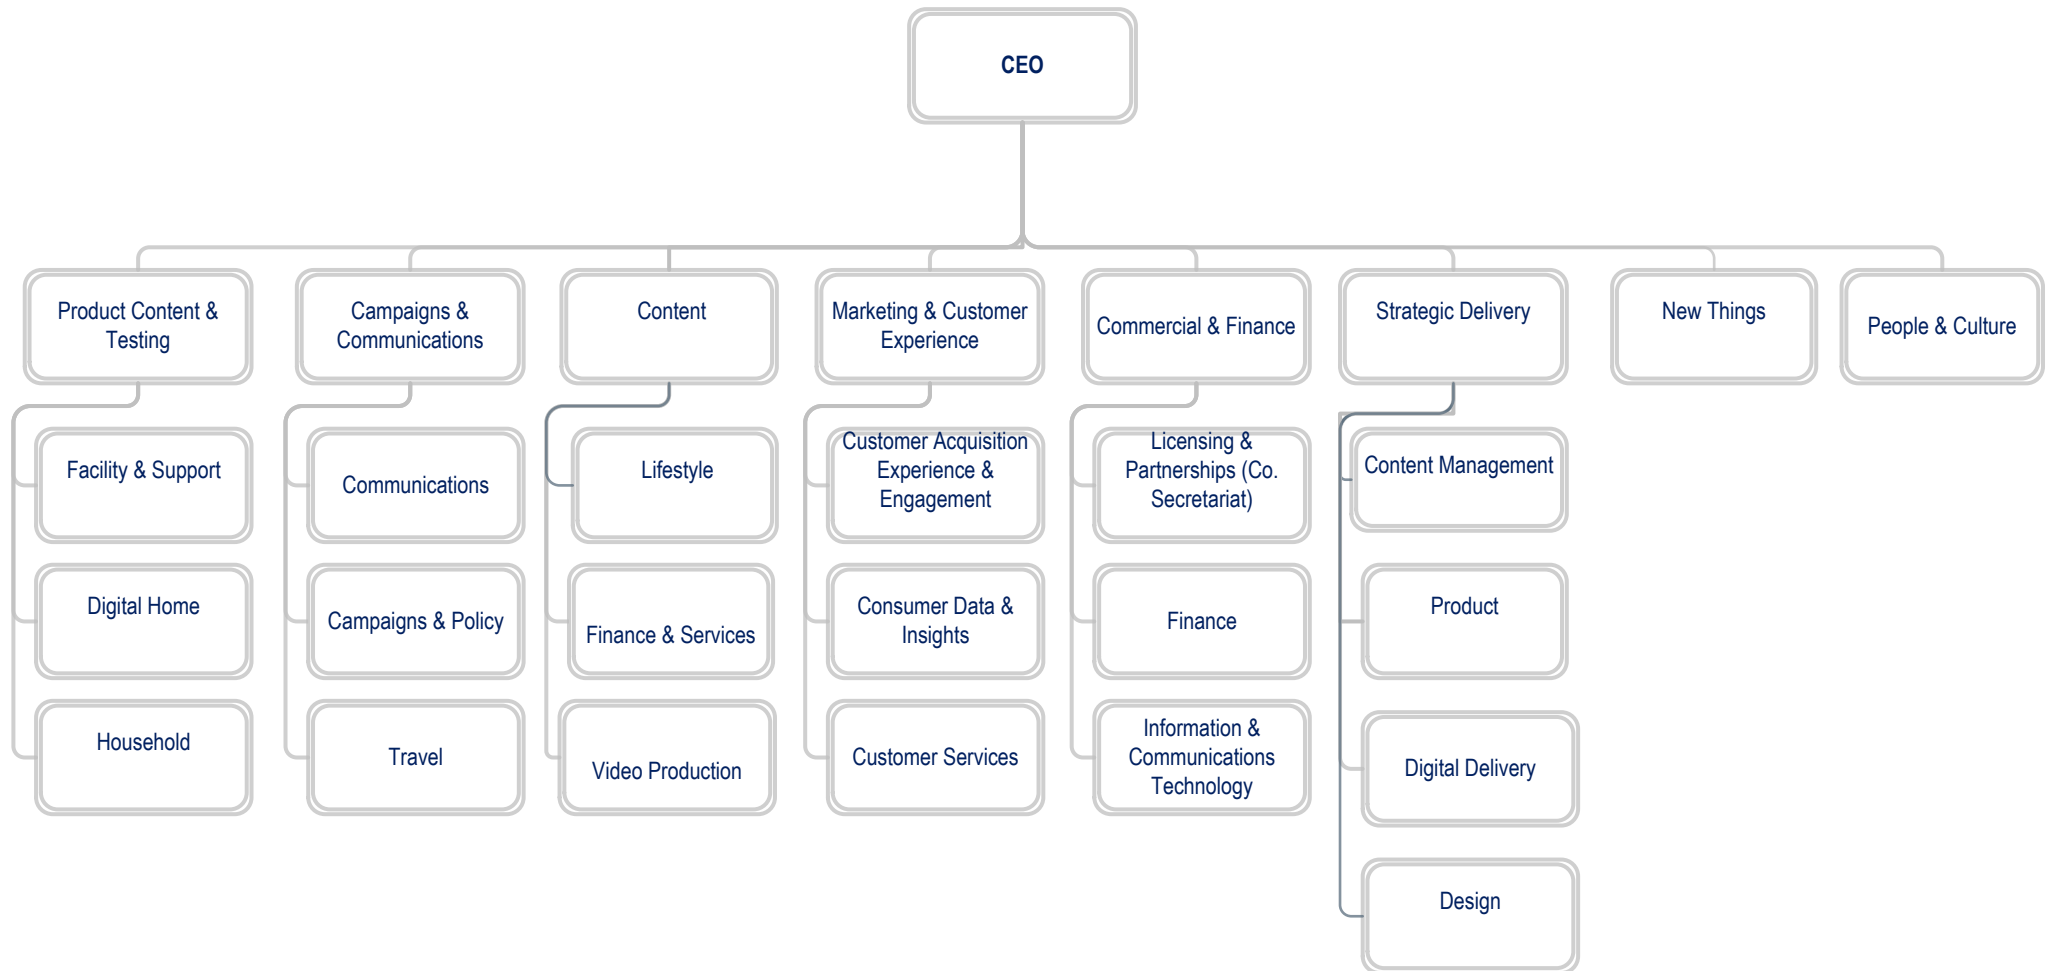 CEO
Product Content &
Testing
Campaigns &
Communications
Content
Marketing & Customer
Experience
Commercial & Finance
Strategic Delivery
New Things
People & Culture
Facility & Support
Communications
Lifestyle
Customer Acquisition
Experience &
Engagement
Licensing &
Partnerships (Co.
Secretariat)
Content Management
Digital Home
Campaigns & Policy
Finance & Services
Consumer Data &
Insights
Finance
Product
Household
Travel
Video Production
Customer Services
Information &
Communications
Technology
Digital Delivery
Design